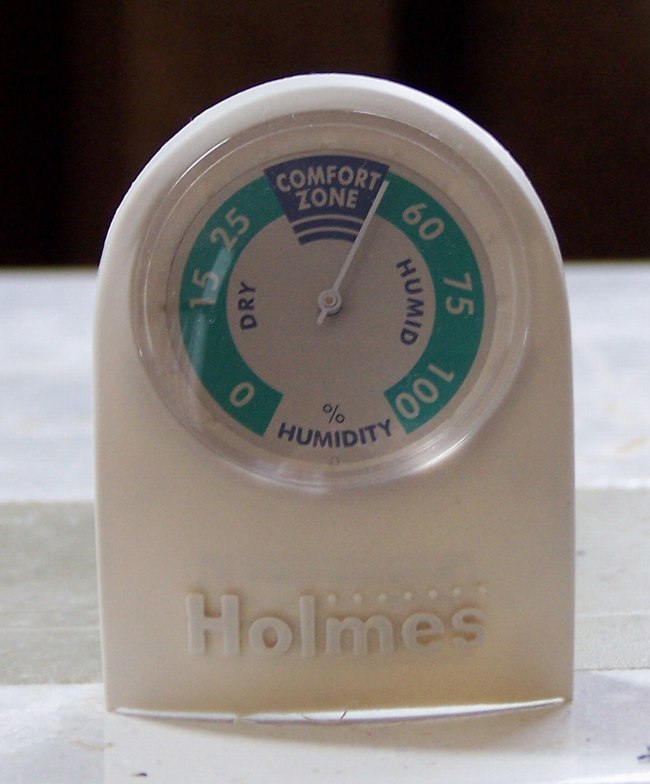 COMFORT
ZONE
25
15
0
DRY
60
75
100
HUMID
%
HUMIDITY
Holmes